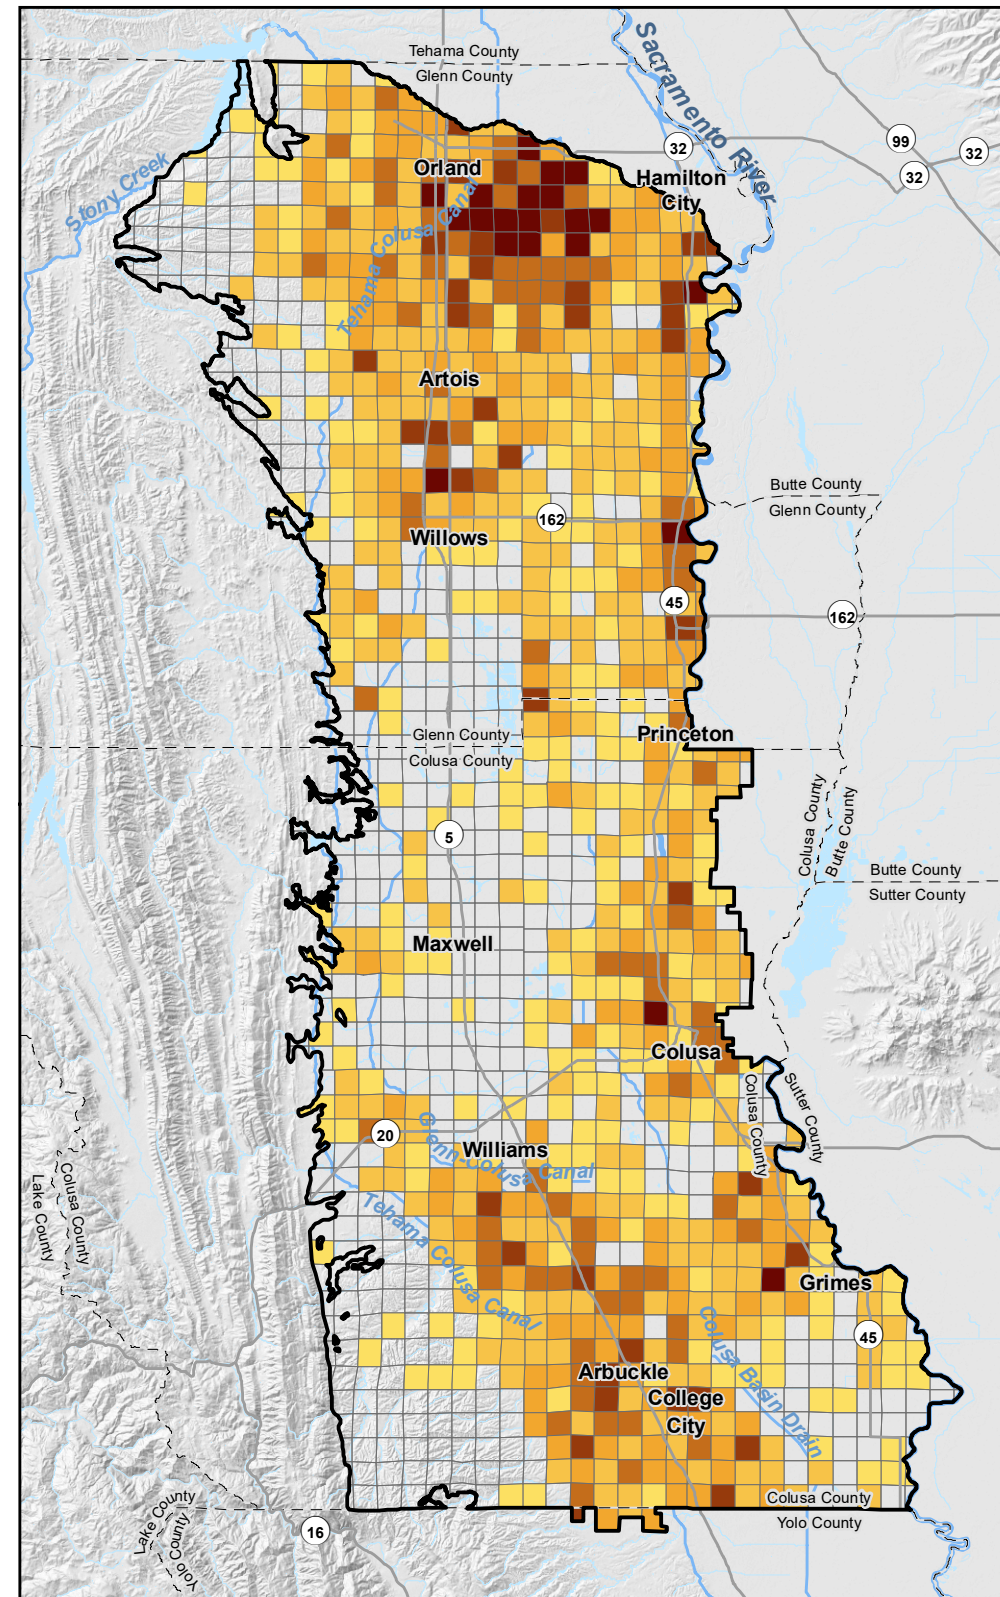 Tehama County
Glenn County
Sacramento River
99
32
32
32
Orland
Hamilton
City
Stony Creek
Tehama Colusa Canal
Artois
Butte County
Glenn County
162
Willows
45
162
Princeton
Glenn County
Colusa County
Colusa County
Butte County
5
Butte County
Sutter County
Maxwell
Colusa
Colusa County
Sutter County
20
Williams
Glenn-Colusa Canal
Lake County
Colusa County
Tehama Colusa Canal
Grimes
45
Colusa Basin Drain
Arbuckle
College
City
Colusa County
Yolo County
Lake County
Yolo County
16